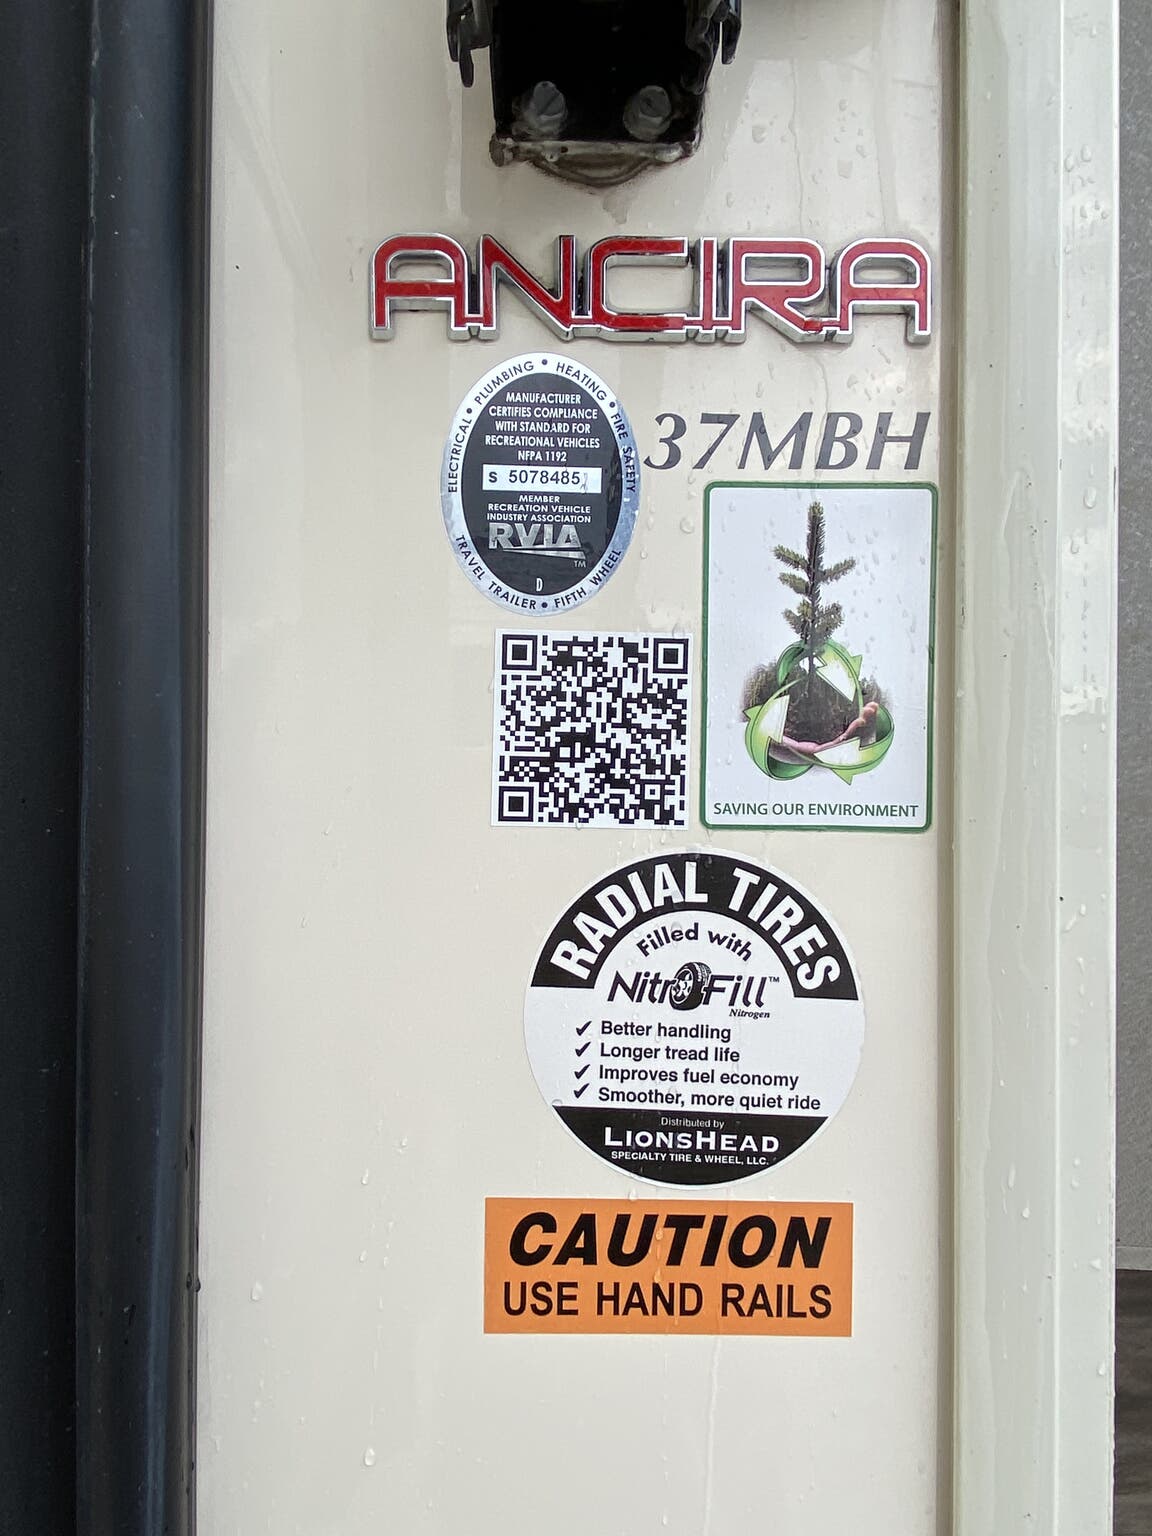 ANCIRA
ELECTRICAL • PLUMBING • HEATING • FIRE SAFETY
MANUFACTURER
CERTIFIES COMPLIANCE
WITH STANDARD FOR
RECREATIONAL VEHICLES
NFPA 1192
S 5078485
MEMBER
RECREATION VEHICLE
INDUSTRY ASSOCIATION
RVIA
TM
D
TRAVEL TRAILER • FIFTH WHEEL
37MBH
SAVING OUR ENVIRONMENT
RADIAL TIRES
Filled with
NitroFill™
Nitrogen
✓ Better handling
✓ Longer tread life
✓ Improves fuel economy
✓ Smoother, more quiet ride
Distributed by
LIONSHEAD
SPECIALTY TIRE & WHEEL, LLC.
CAUTION
USE HAND RAILS